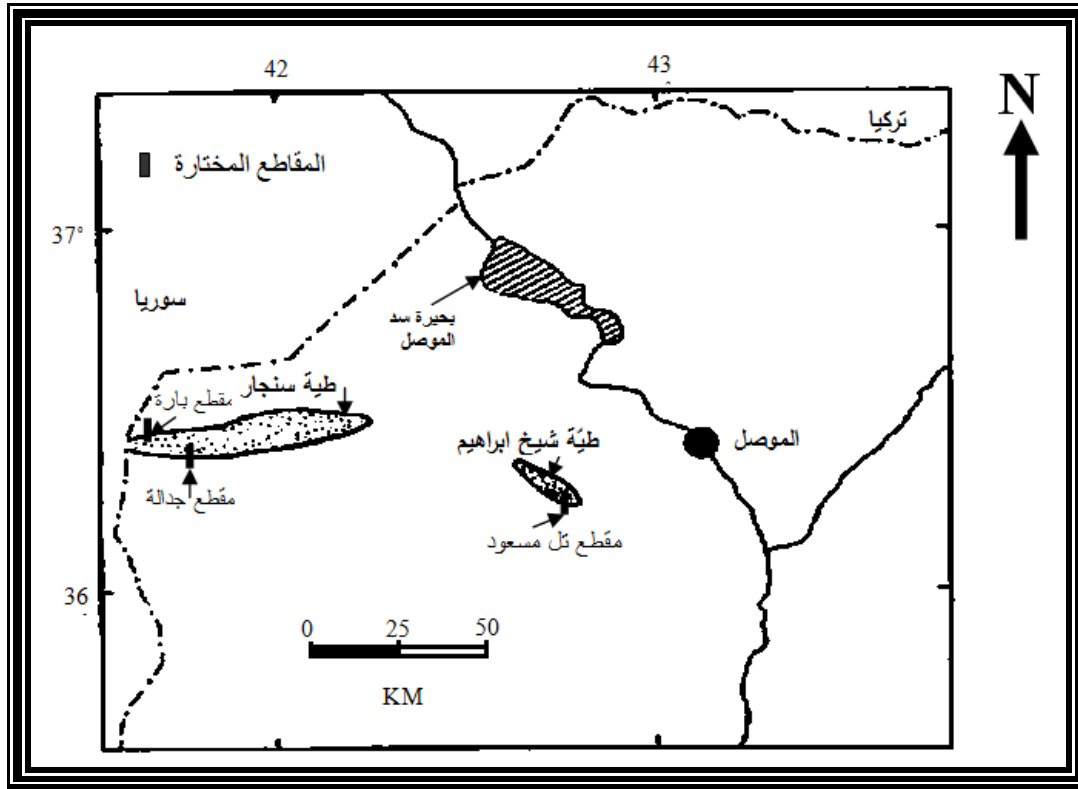 42
43
N
تركيا
المقاطع المختارة
37°
سوريا
بحيرة سد
الموصل
طية سنجار
مقطع بارة
الموصل
طيّة شيخ ابراهيم
مقطع جدالة
مقطع تل مسعود
36
0 25 50
KM